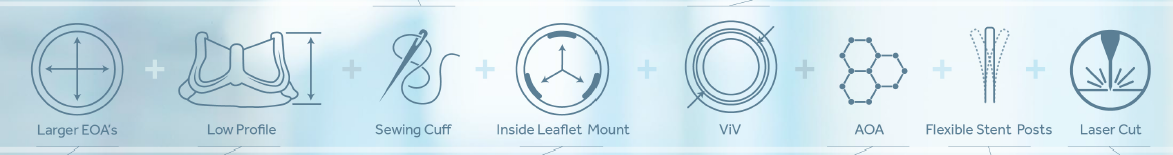 Larger EOA's
Low Profile
Sewing Cuff
Inside Leaflet Mount
ViV
AOA
Flexible Stent Posts
Laser Cut